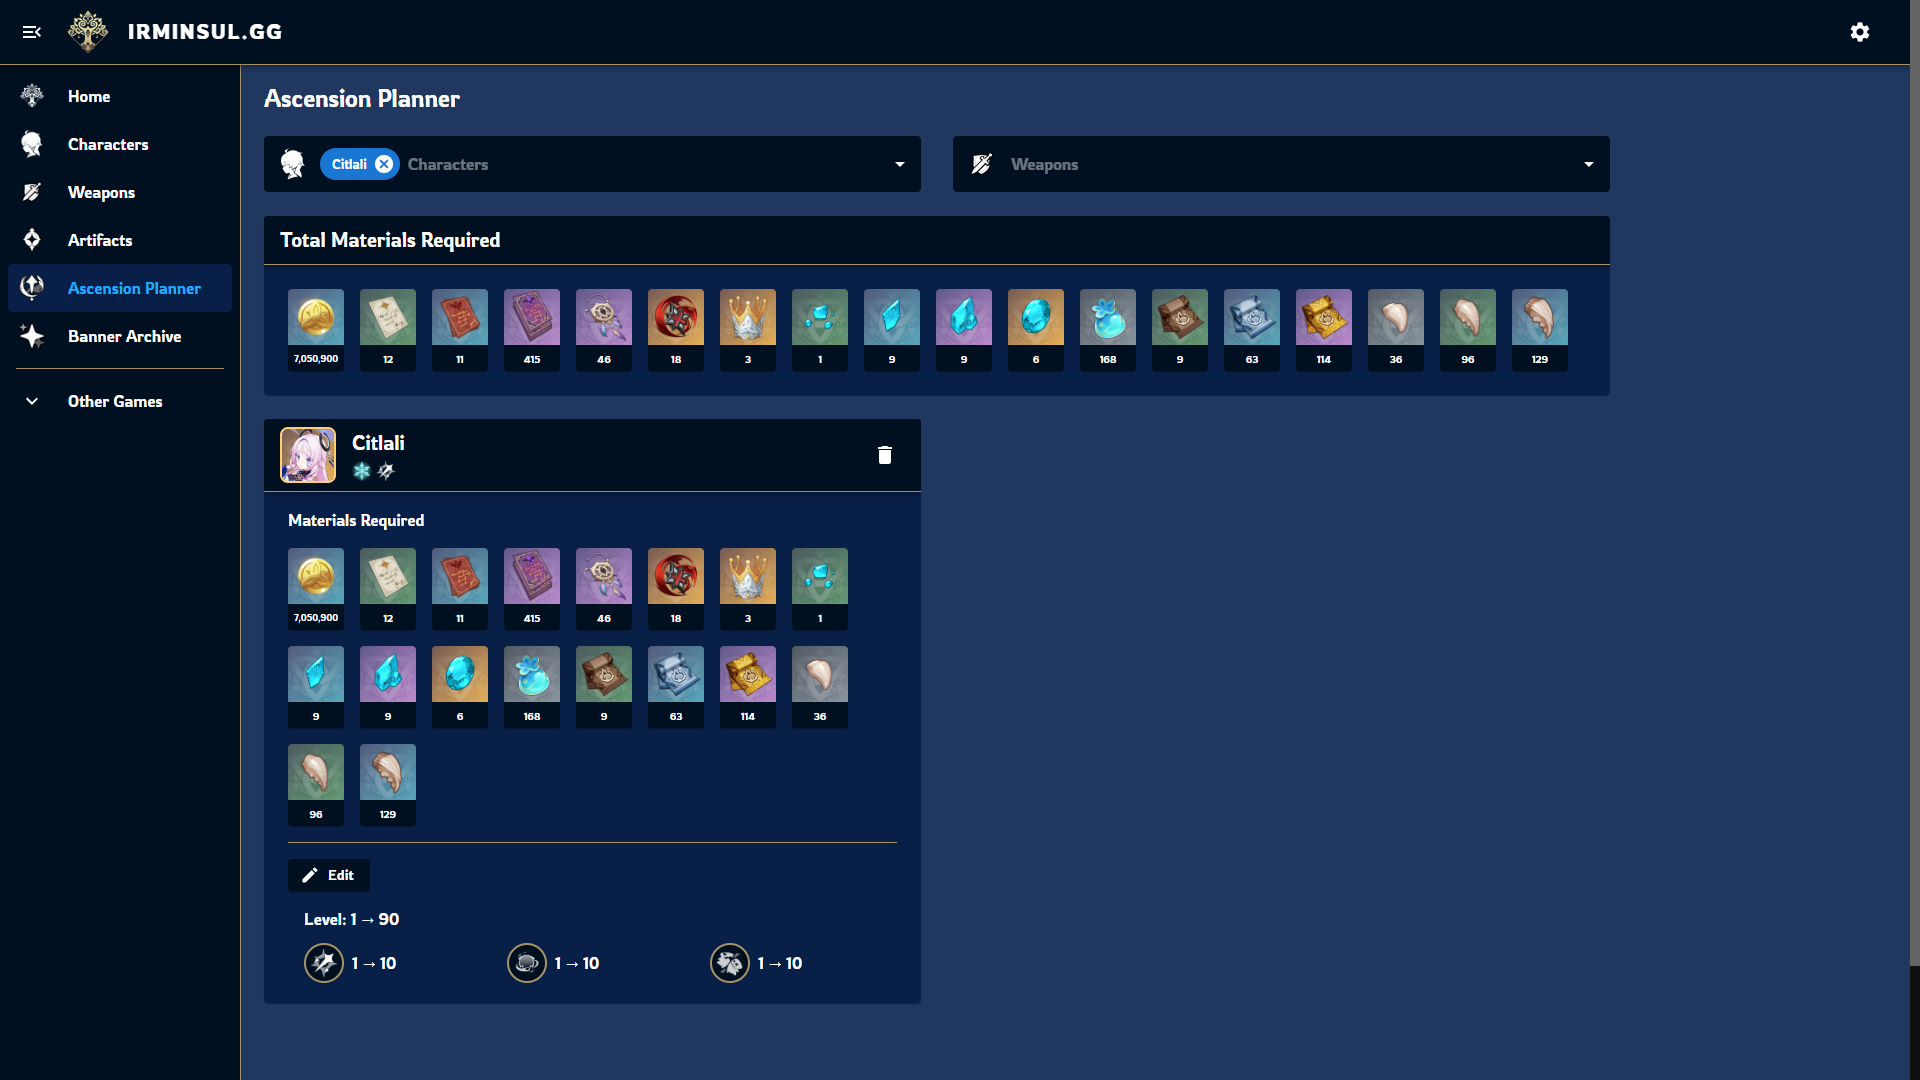 IRMINSUL.GG
Home
Characters
Weapons
Artifacts
Ascension Planner
Banner Archive
Other Games
Ascension Planner
Citlali Characters
Weapons
Total Materials Required
7,050,900 12 11 415 46 18 3 1 9 9 6 168 9 63 114 36 96 129
Citlali
Materials Required
7,050,900 12 11 415 46 18 3 1
9 9 6 168 9 63 114 36
96 129
Edit
Level: 1 → 90
1 → 10 1 → 10 1 → 10